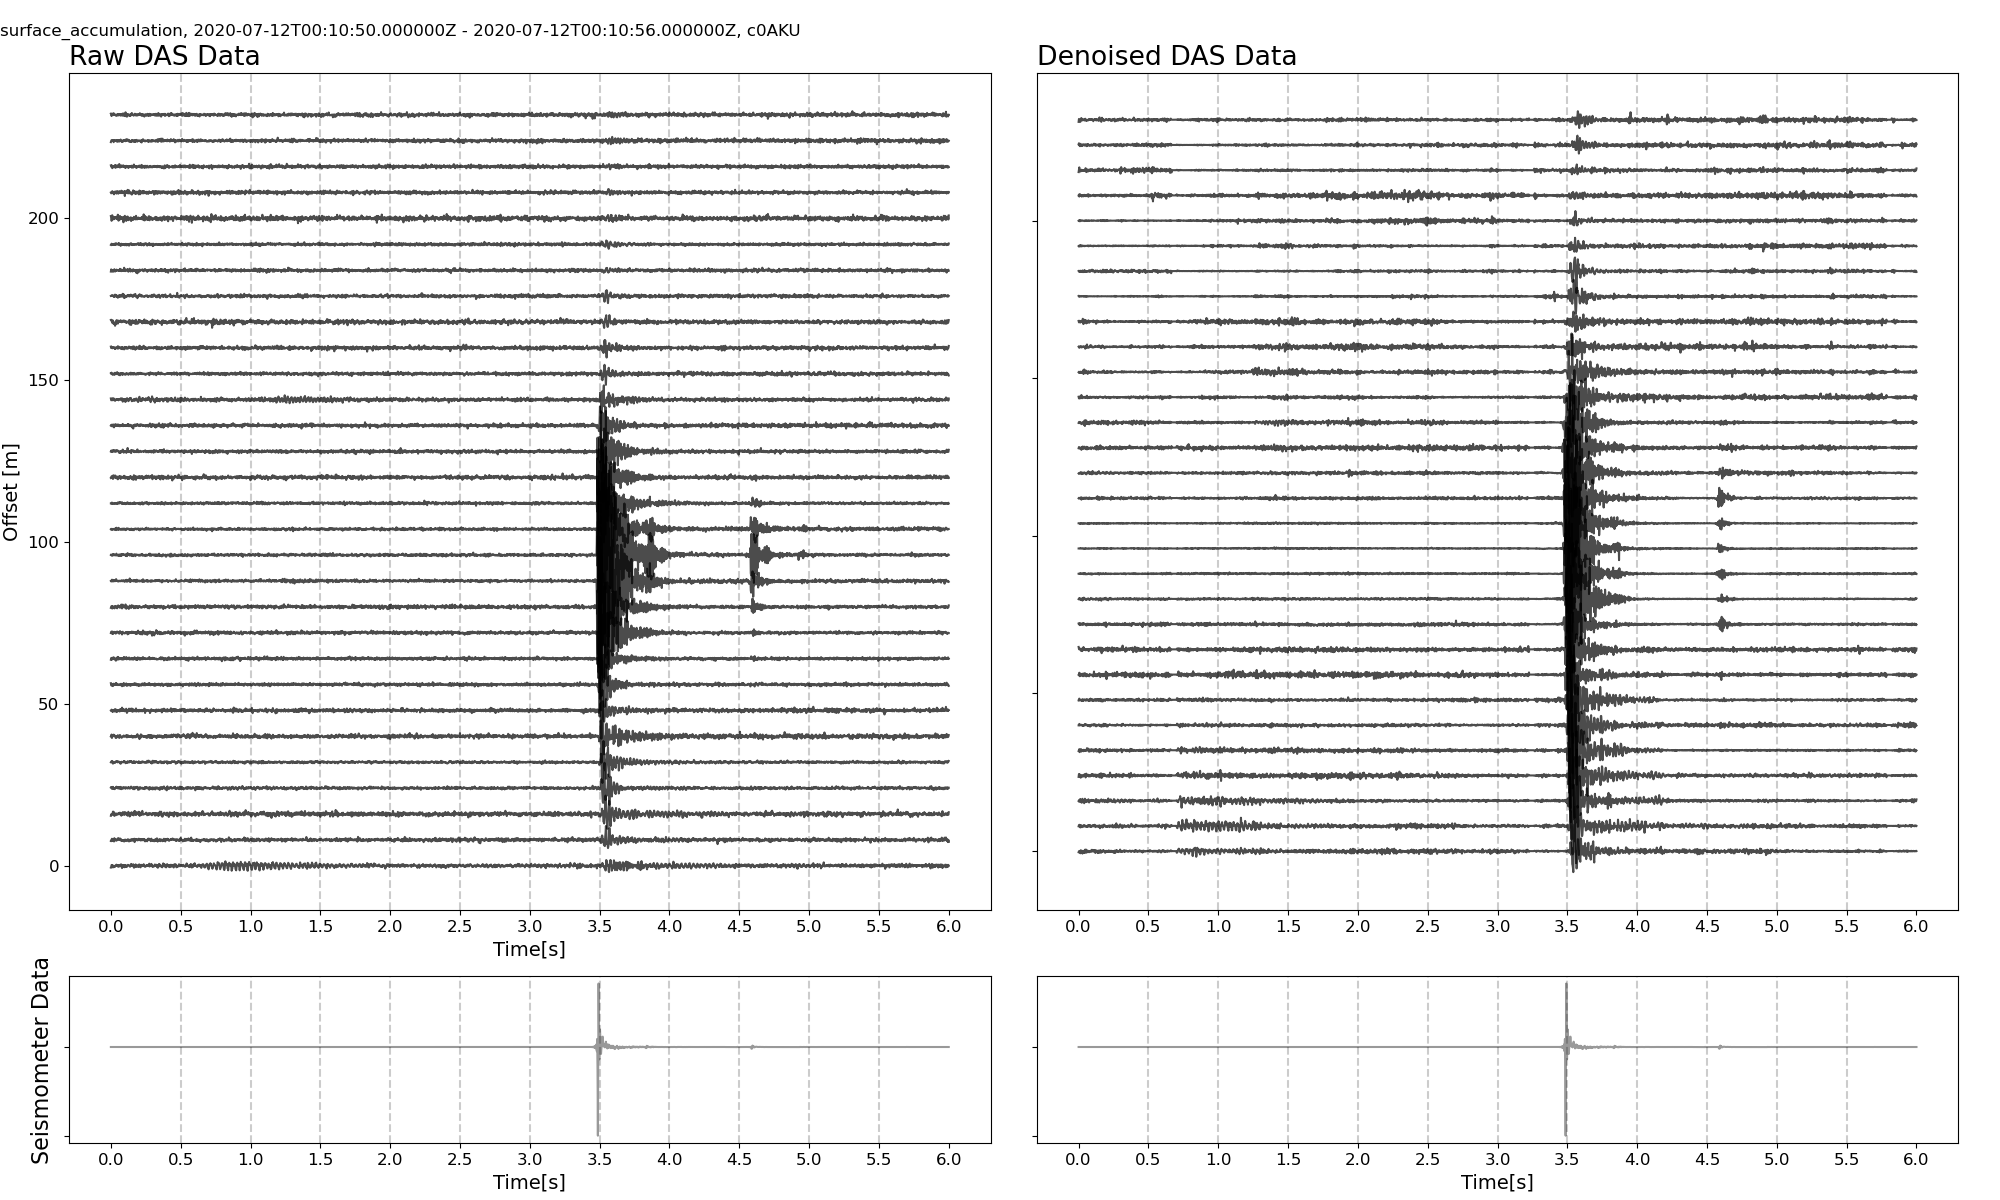 surface_accumulation, 2020-07-12T00:10:50.000000Z - 2020-07-12T00:10:56.000000Z, c0AKU
Raw DAS Data
Denoised DAS Data
Offset [m]
200
150
100
50
0
0.0 0.5 1.0 1.5 2.0 2.5 3.0 3.5 4.0 4.5 5.0 5.5 6.0
Time[s]
0.0 0.5 1.0 1.5 2.0 2.5 3.0 3.5 4.0 4.5 5.0 5.5 6.0
Seismometer Data
0.0 0.5 1.0 1.5 2.0 2.5 3.0 3.5 4.0 4.5 5.0 5.5 6.0
Time[s]
0.0 0.5 1.0 1.5 2.0 2.5 3.0 3.5 4.0 4.5 5.0 5.5 6.0
Time[s]